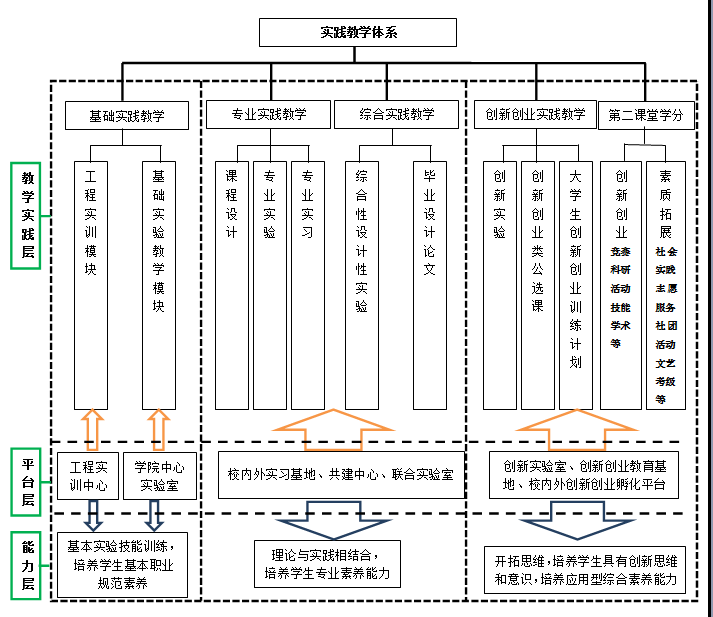 实践教学体系
基础实践教学
专业实践教学
综合实践教学
创新创业实践教学
第二课堂学分
教学实践层
工程实训模块
基础实验教学模块
课程设计
专业实验
专业实习
综合性设计性实验
毕业设计论文
创新实验
创新创业类公选课
大学生创新创业训练计划
创新创业
竞赛
科研
活动
技能
学术
等
素质拓展
社会
实践
志愿
服务
社团
活动
文艺
考级
等
平台层
工程实
训中心
学院中心
实验室
校内外实习基地、共建中心、联合实验室
创新实验室、创新创业教育基
地、校内外创新创业孵化平台
能力层
基本实验技能训练，
培养学生基本职业
规范素养
理论与实践相结合，
培养学生专业素养能力
开拓思维，培养学生具有创新思维
和意识，培养应用型综合素养能力